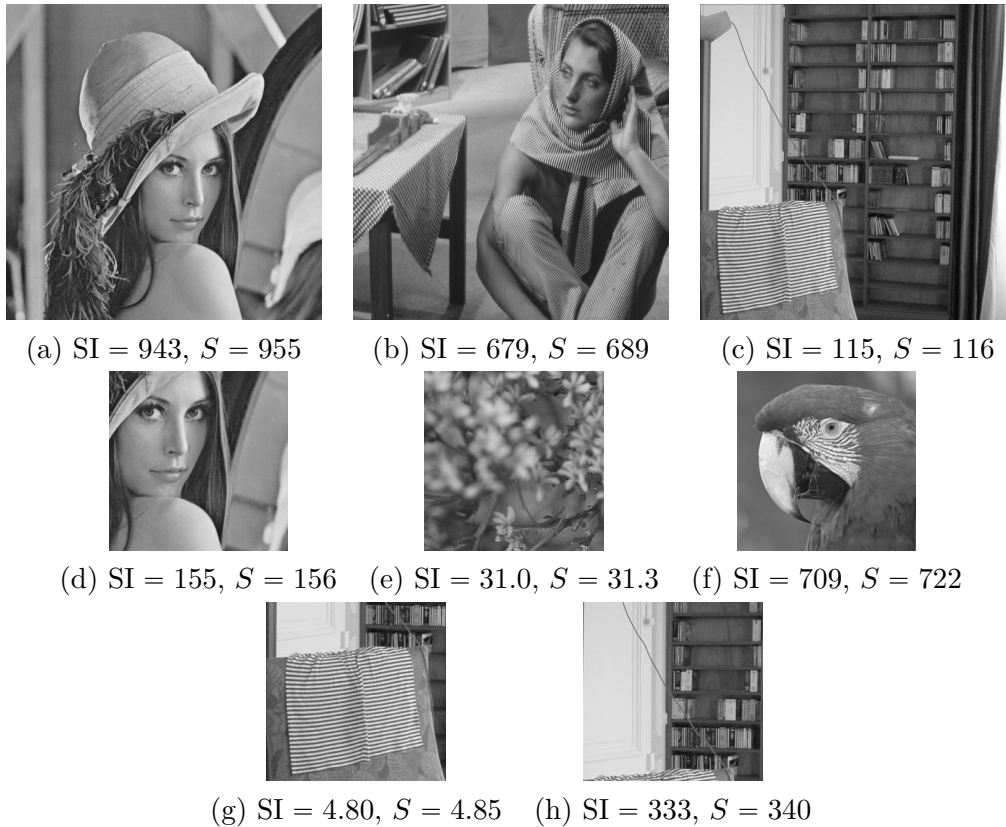 (a) SI = 943, S = 955
(b) SI = 679, S = 689
(c) SI = 115, S = 116
(d) SI = 155, S = 156
(e) SI = 31.0, S = 31.3
(f) SI = 709, S = 722
(g) SI = 4.80, S = 4.85
(h) SI = 333, S = 340